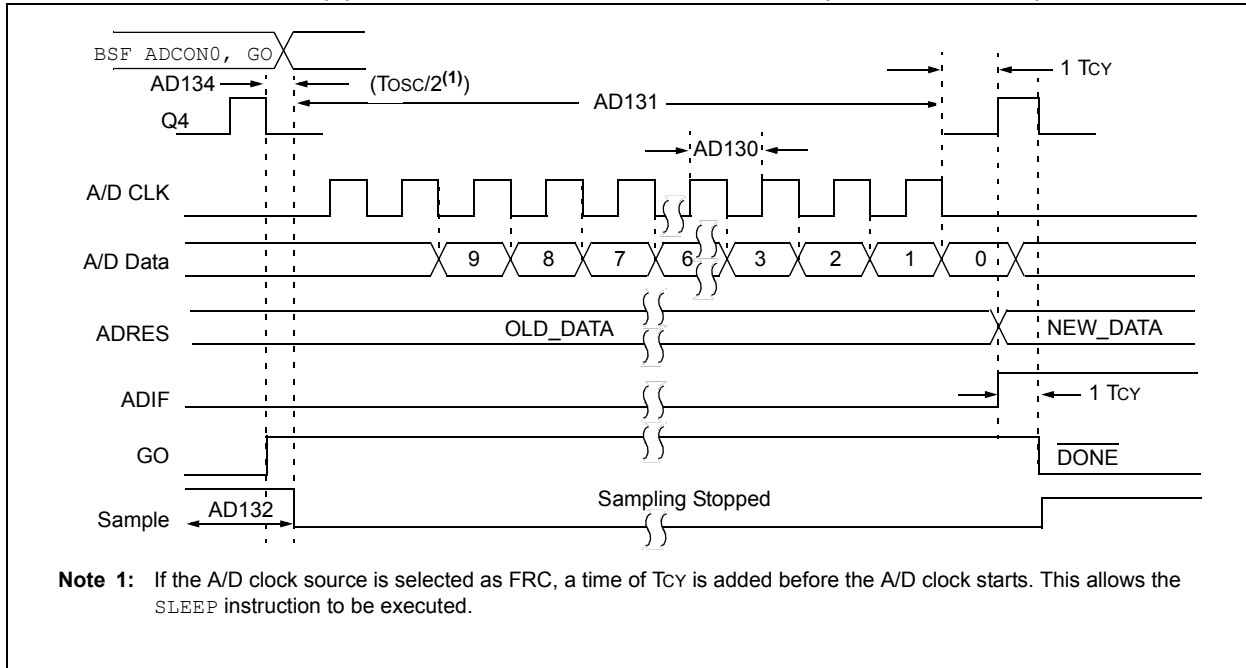 BSF ADCON0, GO
AD134
(TOSC/2(1))
1 TCY
AD131
Q4
AD130
A/D CLK
A/D Data
9 8 7 6 3 2 1 0
ADRES
OLD_DATA
NEW_DATA
ADIF
1 TCY
GO
DONE
Sampling Stopped
AD132
Sample
Note 1: If the A/D clock source is selected as FRC, a time of TCY is added before the A/D clock starts. This allows the
SLEEP instruction to be executed.